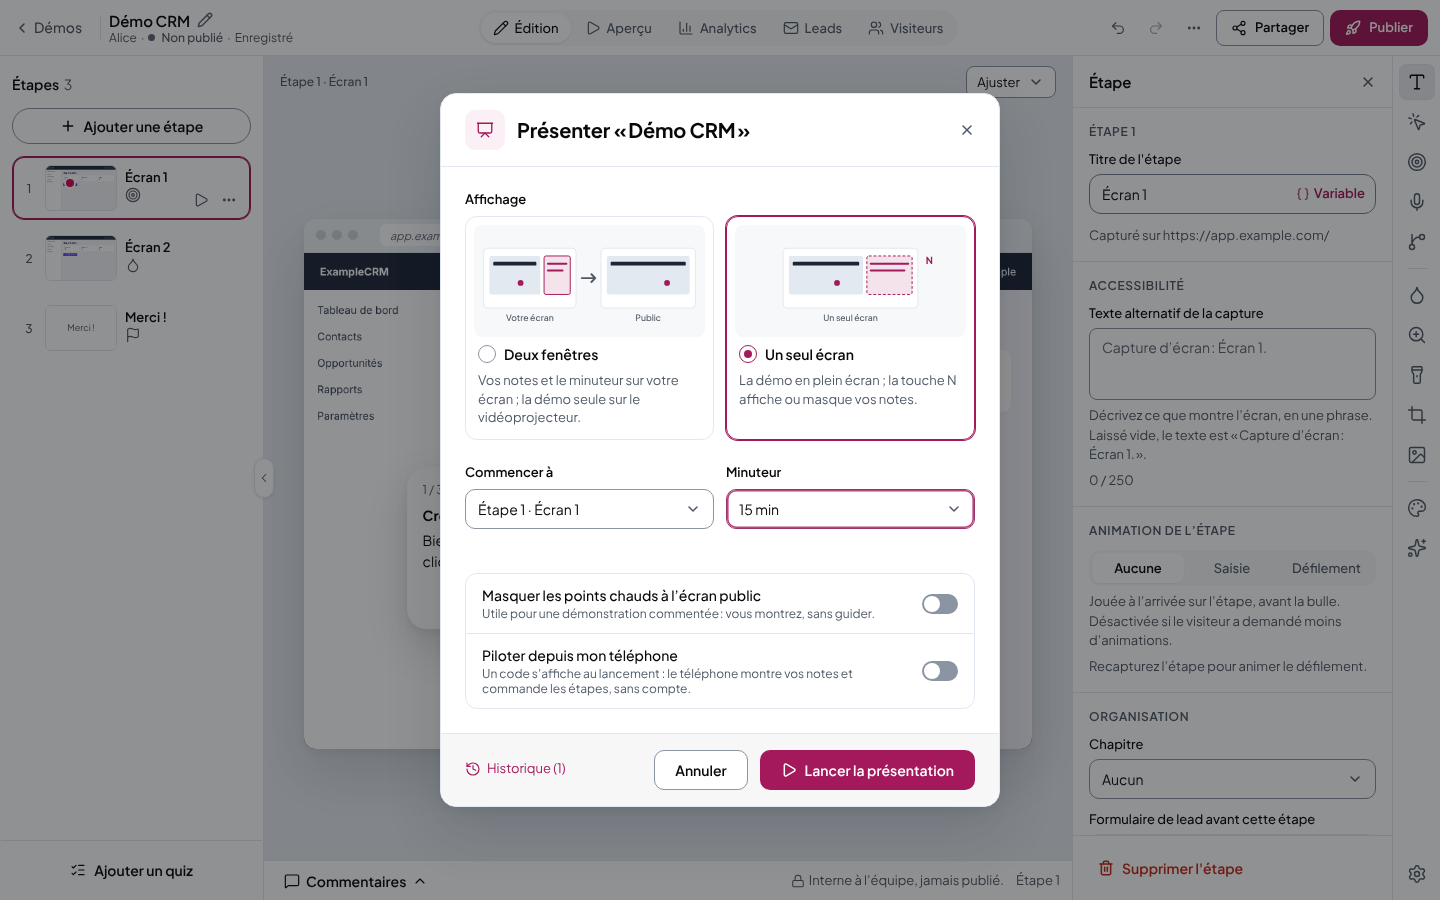 Démos
Démo CRM
Alice · Non publié · Enregistré
Édition
Aperçu
Analytics
Leads
Visiteurs
Partager
Publier
Étapes 3
Ajouter une étape
1
Écran 1
2
Écran 2
3
Merci !
Merci !
Ajouter un quiz
Étape 1 · Écran 1
Ajuster
app.exam
ExampleCRM
ple
Tableau de bord
Contacts
Opportunités
Rapports
Paramètres
1 / 3
Cr
Bie
clic
Présenter « Démo CRM »
Affichage
Votre écran
Public
Deux fenêtres
Vos notes et le minuteur sur votre
écran ; la démo seule sur le
vidéoprojecteur.
N
Un seul écran
Un seul écran
La démo en plein écran ; la touche N
affiche ou masque vos notes.
Commencer à
Étape 1 · Écran 1
Minuteur
15 min
Masquer les points chauds à l'écran public
Utile pour une démonstration commentée : vous montrez, sans guider.
Piloter depuis mon téléphone
Un code s'affiche au lancement : le téléphone montre vos notes et
commande les étapes, sans compte.
Historique (1)
Annuler
Lancer la présentation
Commentaires
Interne à l'équipe, jamais publié.
Étape 1
Étape
ÉTAPE 1
Titre de l'étape
Écran 1
{ } Variable
Capturé sur https://app.example.com/
ACCESSIBILITÉ
Texte alternatif de la capture
Capture d'écran : Écran 1.
Décrivez ce que montre l'écran, en une phrase.
Laissé vide, le texte est « Capture d'écran :
Écran 1. ».
0 / 250
ANIMATION DE L'ÉTAPE
Aucune
Saisie
Défilement
Jouée à l'arrivée sur l'étape, avant la bulle.
Désactivée si le visiteur a demandé moins
d'animations.
Recapturez l'étape pour animer le défilement.
ORGANISATION
Chapitre
Aucun
Formulaire de lead avant cette étape
Supprimer l'étape